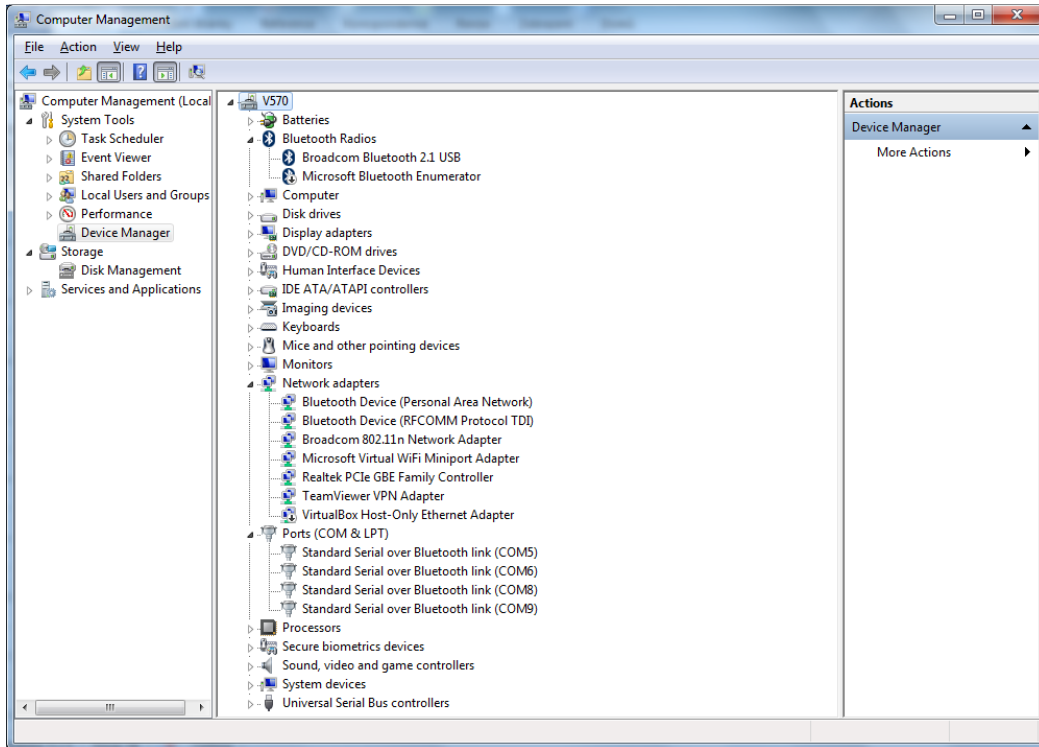 Computer Management
File Action View Help
Computer Management (Local
System Tools
Task Scheduler
Event Viewer
Shared Folders
Local Users and Groups
Performance
Device Manager
Storage
Disk Management
Services and Applications
V570
Batteries
Bluetooth Radios
Broadcom Bluetooth 2.1 USB
Microsoft Bluetooth Enumerator
Computer
Disk drives
Display adapters
DVD/CD-ROM drives
Human Interface Devices
IDE ATA/ATAPI controllers
Imaging devices
Keyboards
Mice and other pointing devices
Monitors
Network adapters
Bluetooth Device (Personal Area Network)
Bluetooth Device (RFCOMM Protocol TDI)
Broadcom 802.11n Network Adapter
Microsoft Virtual WiFi Miniport Adapter
Realtek PCIe GBE Family Controller
TeamViewer VPN Adapter
VirtualBox Host-Only Ethernet Adapter
Ports (COM & LPT)
Standard Serial over Bluetooth link (COM5)
Standard Serial over Bluetooth link (COM6)
Standard Serial over Bluetooth link (COM8)
Standard Serial over Bluetooth link (COM9)
Processors
Secure biometrics devices
Sound, video and game controllers
System devices
Universal Serial Bus controllers
Actions
Device Manager
More Actions